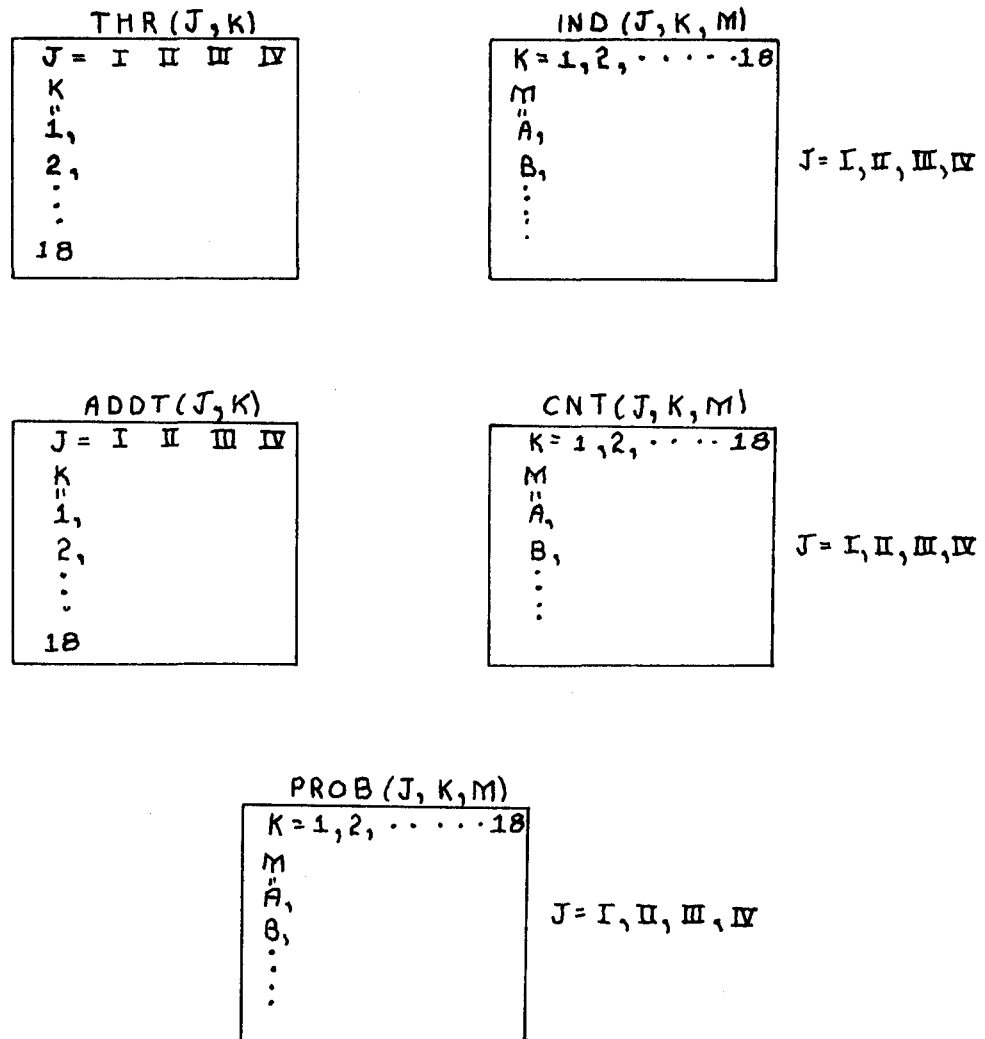 THR (J, K)
J = I II III IV
K
"
1,
2,
.
.
.
18
IND (J, K, M)
K = 1, 2, . . . . . 18
M
"
A,
B,
.
.
.
.
J = I, II, III, IV
ADDT (J, K)
J = I II III IV
K
"
1,
2,
.
.
.
18
CNT (J, K, M)
K = 1, 2, . . . . 18
M
"
A,
B,
.
.
.
J = I, II, III, IV
PROB (J, K, M)
K = 1, 2, . . . . . 18
M
"
A,
B,
.
.
.
J = I, II, III, IV